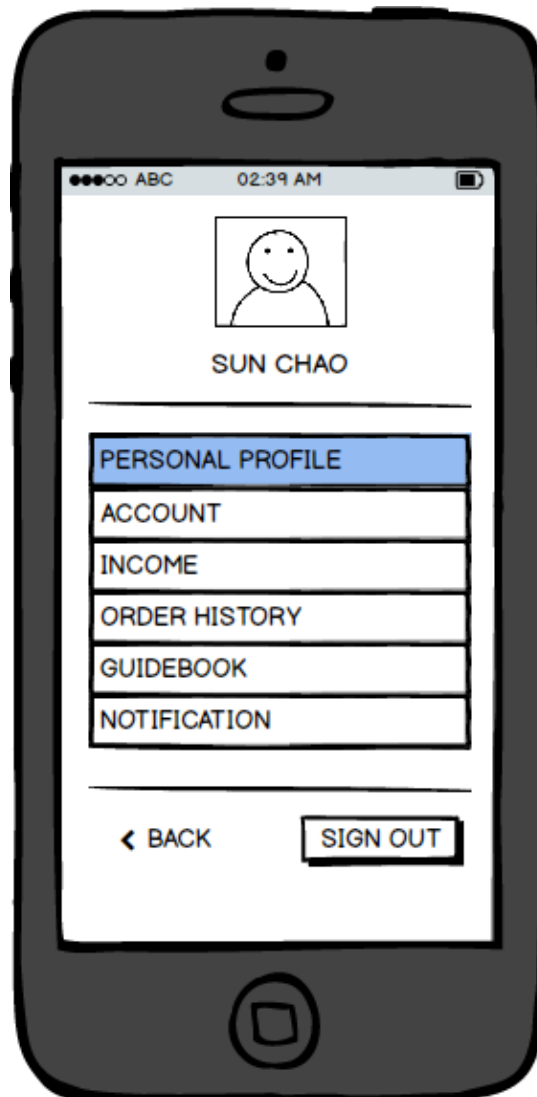 ABC 02:39 AM
SUN CHAO
PERSONAL PROFILE
ACCOUNT
INCOME
ORDER HISTORY
GUIDEBOOK
NOTIFICATION
BACK SIGN OUT